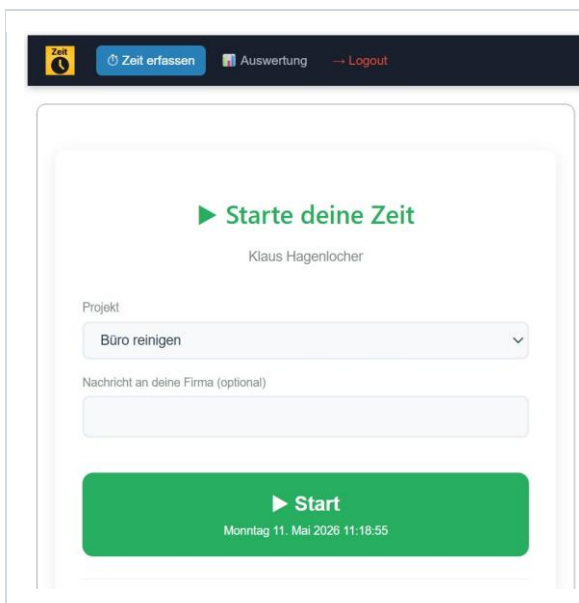 Zeit
Zeit erfassen
Auswertung
→ Logout
Starte deine Zeit
Klaus Hagenlocher
Projekt
Büro reinigen
Nachricht an deine Firma (optional)
Start
Monntag 11. Mai 2026 11:18:55